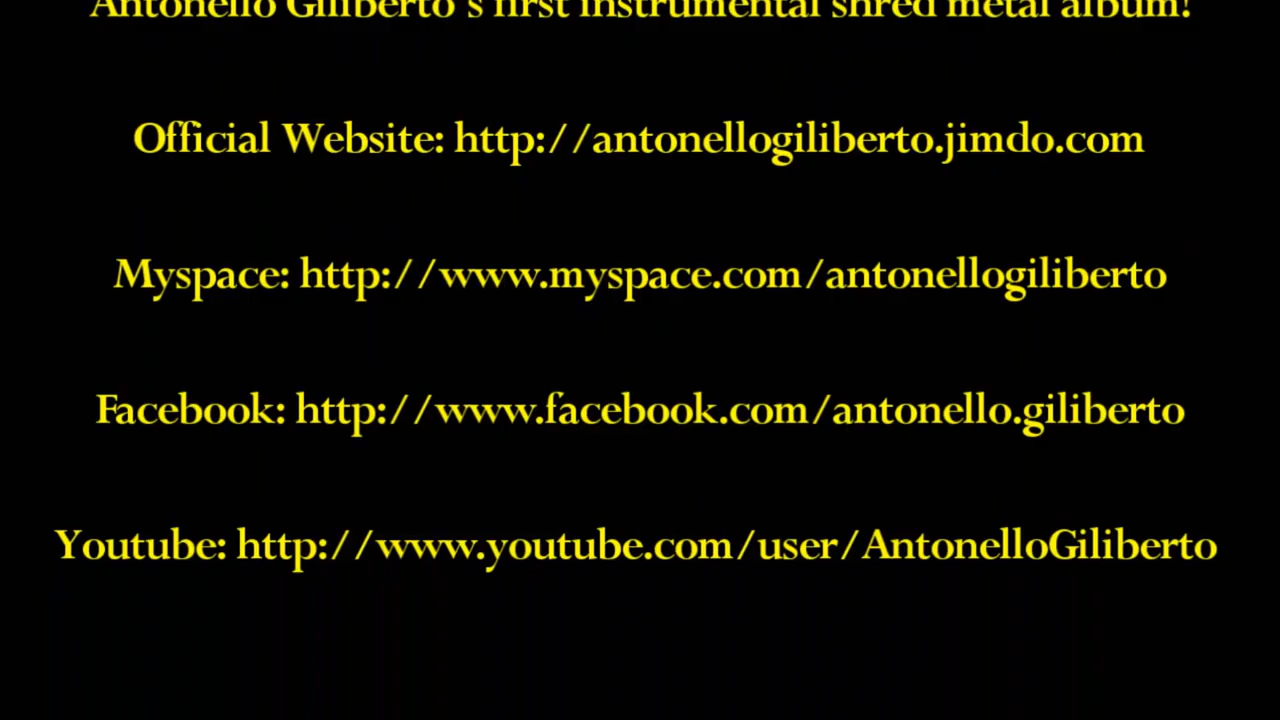 Antonello Giliberto's first instrumental shred metal album!
Official Website: http://antonellogiliberto.jimdo.com
Myspace: http://www.myspace.com/antonellogiliberto
Facebook: http://www.facebook.com/antonello.giliberto
Youtube: http://www.youtube.com/user/AntonelloGiliberto